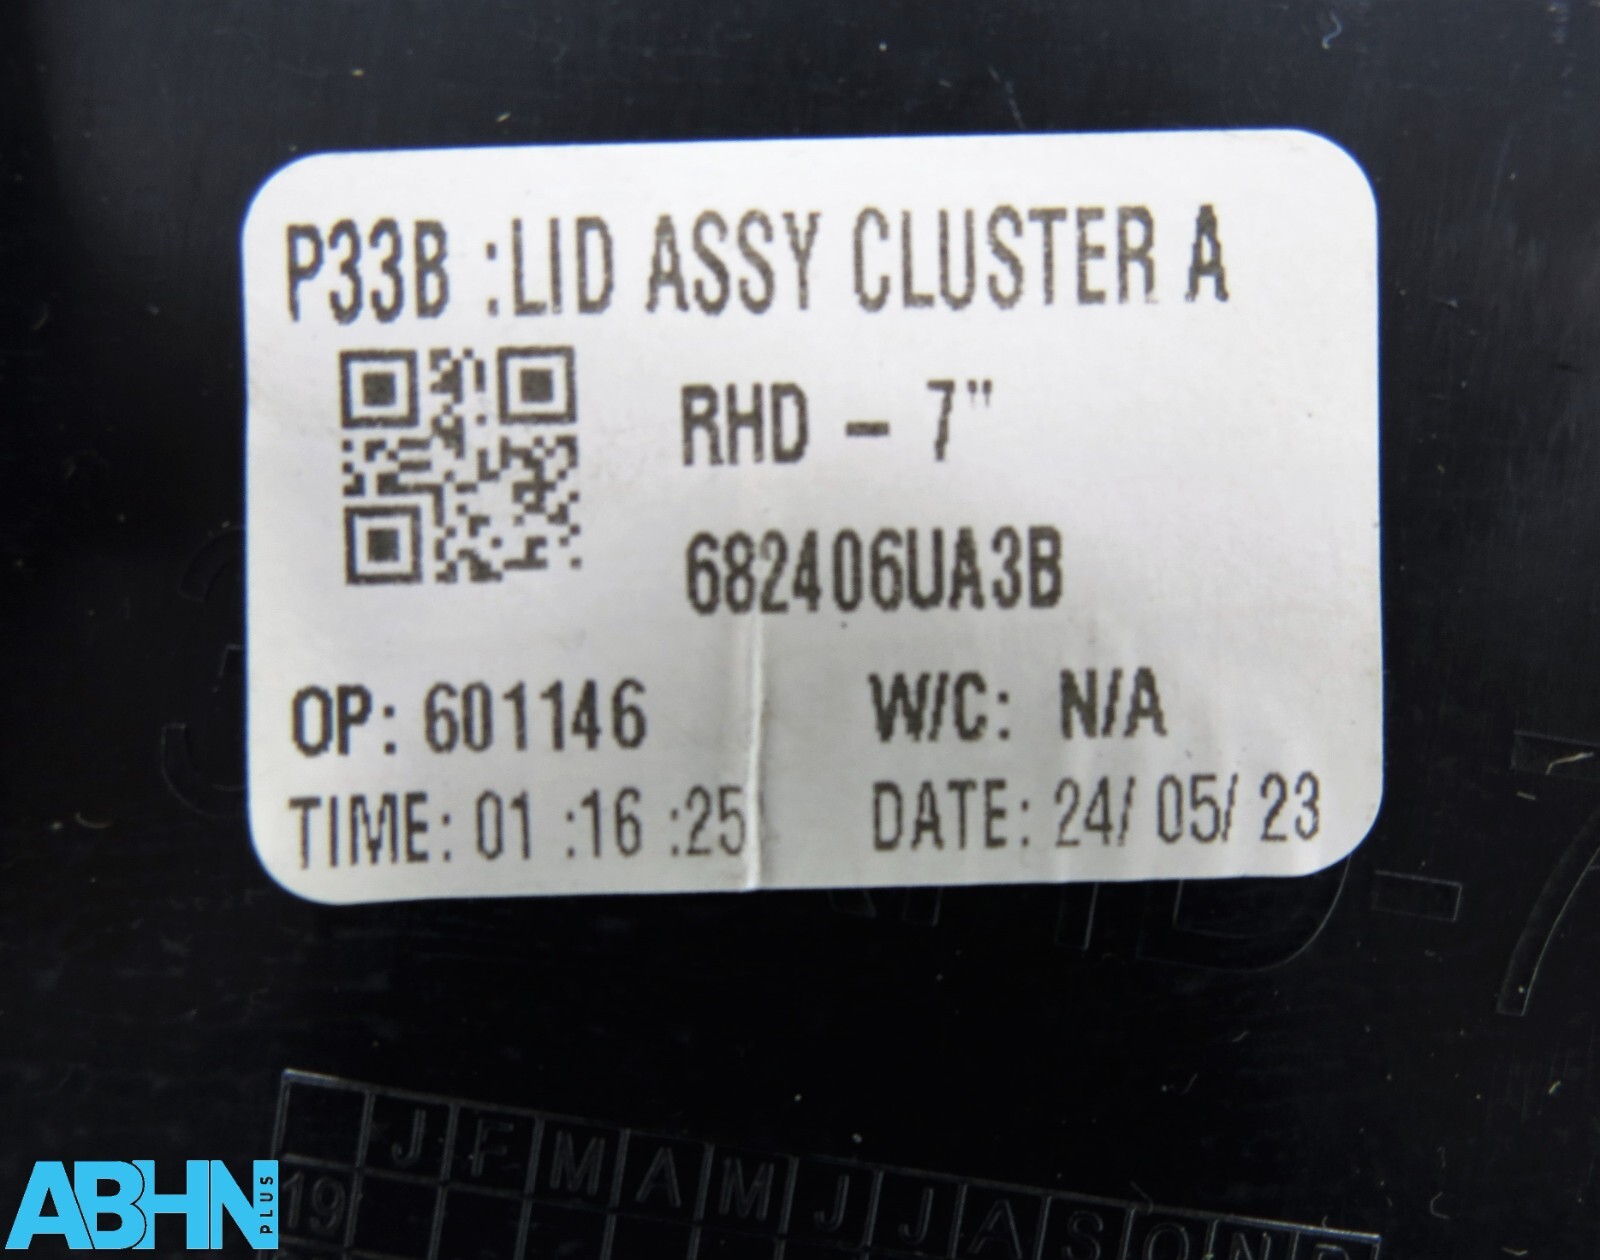 P33B :LID ASSY CLUSTER A
RHD - 7"
682406UA3B
OP: 601146 W/C: N/A
TIME: 01 :16 :25 DATE: 24/ 05/ 23
D-7
J F M A M J J A S O N D
19
ABHN PLUS